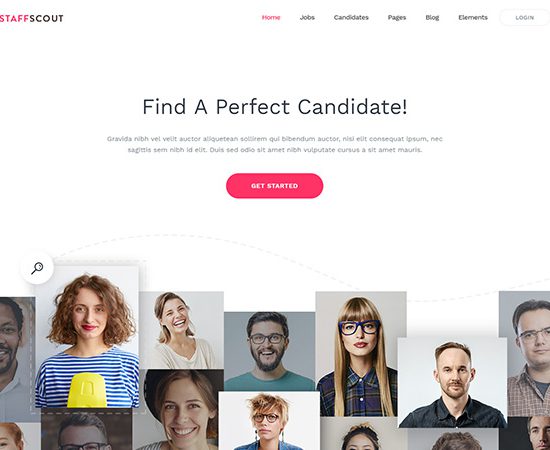 STAFFSCOUT
Home Jobs Candidates Pages Blog Elements LOGIN
Find A Perfect Candidate!
Gravida nibh vel velit auctor aliquetean sollirem qui bibendum auctor, nisi elit consequat ipsum, nec
sagittis sem nibh id elit. Duis sed odio sit amet nibh vulputate cursus a sit amet mauris.
GET STARTED